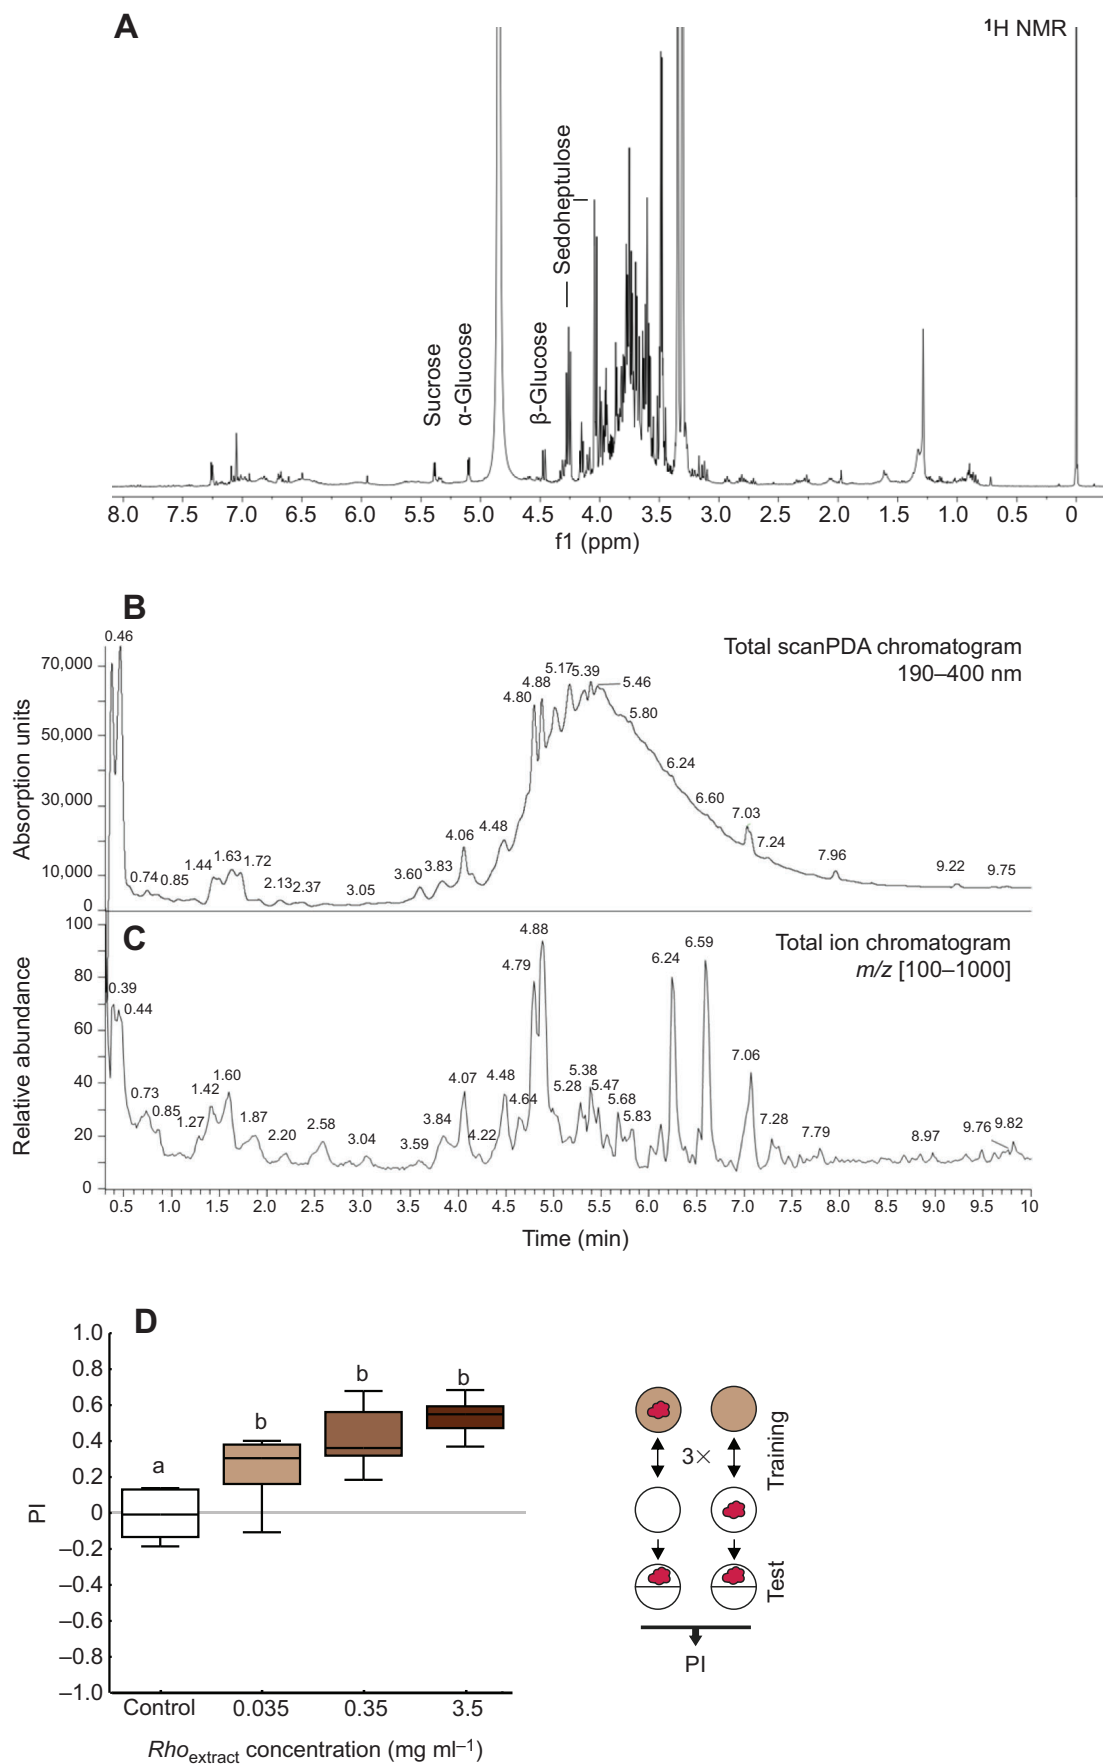 A
¹H NMR
Sucrose
α-Glucose
β-Glucose
Sedoheptulose
8.0 7.5 7.0 6.5 6.0 5.5 5.0 4.5 4.0 3.5 3.0 2.5 2.0 1.5 1.0 0.5 0
f1 (ppm)
B
Total scanPDA chromatogram
190–400 nm
Absorption units
70,000
50,000
30,000
10,000
0
0.46
0.74
0.85
1.44
1.63
1.72
2.13
2.37
3.05
3.60
3.83
4.06
4.48
4.80
4.88
5.17
5.39
5.46
5.80
6.24
6.60
7.03
7.24
7.96
9.22
9.75
C
Total ion chromatogram
m/z [100–1000]
Relative abundance
100
80
60
40
20
0
0.39
0.44
0.73
0.85
1.27
1.42
1.60
1.87
2.20
2.58
3.04
3.59
3.84
4.07
4.22
4.48
4.64
4.79
4.88
5.28
5.38
5.47
5.68
5.83
6.24
6.59
7.06
7.28
7.79
8.97
9.76
9.82
0.5 1.0 1.5 2.0 2.5 3.0 3.5 4.0 4.5 5.0 5.5 6.0 6.5 7.0 7.5 8.0 8.5 9.0 9.5 10
Time (min)
D
PI
1.0
0.8
0.6
0.4
0.2
0
–0.2
–0.4
–0.6
–0.8
–1.0
a
b
b
b
Control 0.035 0.35 3.5
Rho extract concentration (mg ml⁻¹)
3×
Training
Test
PI